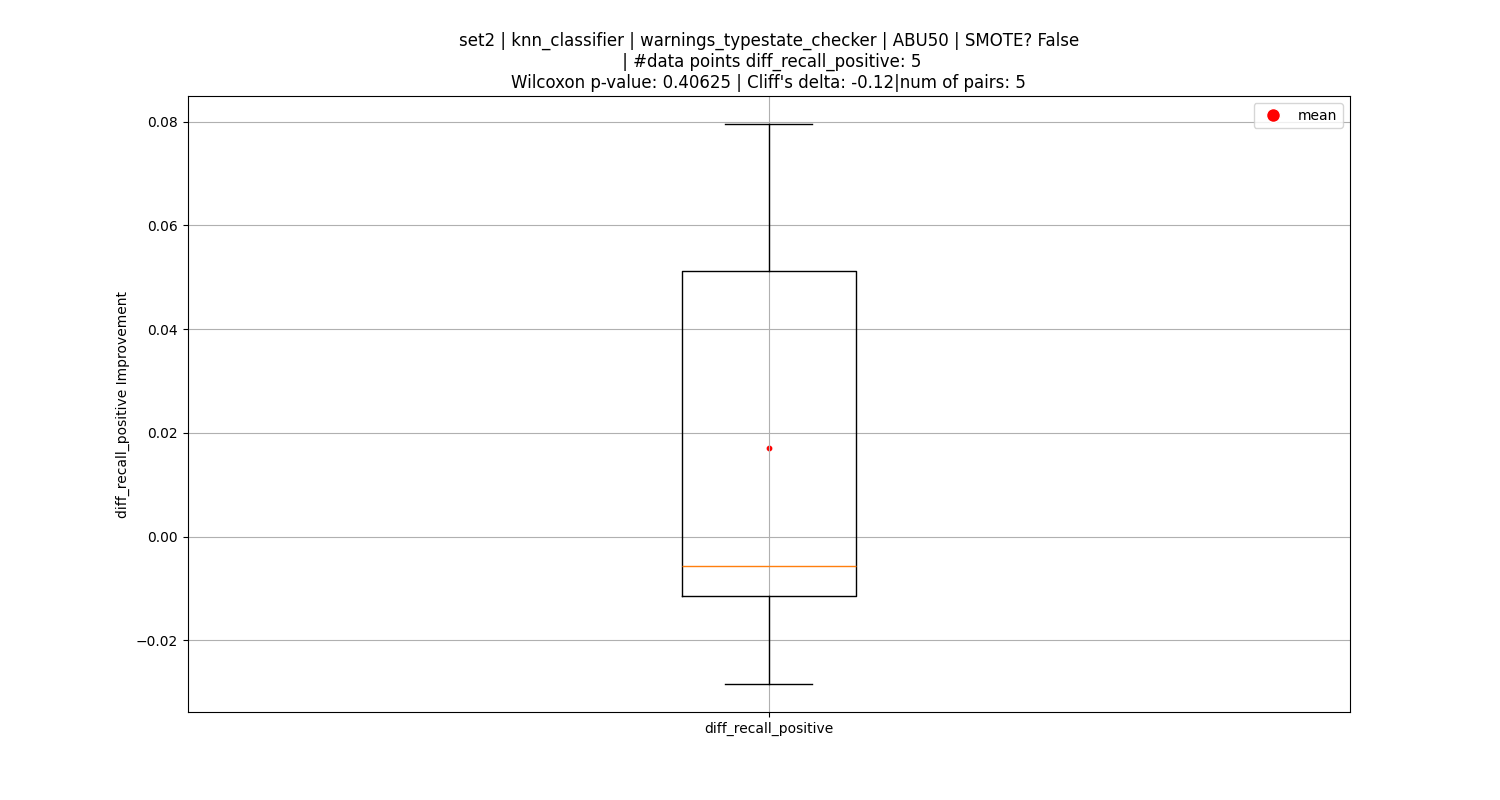 set2 | knn_classifier | warnings_typestate_checker | ABU50 | SMOTE? False
| #data points diff_recall_positive: 5
Wilcoxon p-value: 0.40625 | Cliff's delta: -0.12|num of pairs: 5
mean
0.08
0.06
0.04
0.02
0.00
−0.02
diff_recall_positive Improvement
diff_recall_positive